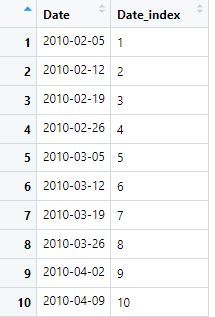 Date Date_index
1 2010-02-05 1
2 2010-02-12 2
3 2010-02-19 3
4 2010-02-26 4
5 2010-03-05 5
6 2010-03-12 6
7 2010-03-19 7
8 2010-03-26 8
9 2010-04-02 9
10 2010-04-09 10